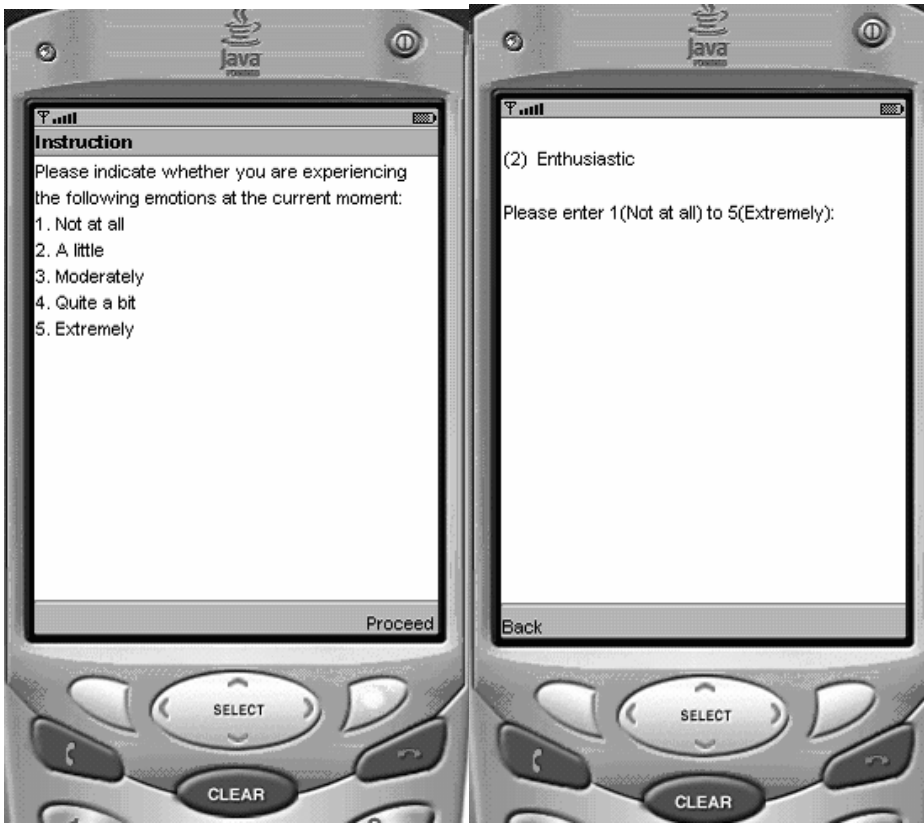 Java
POWERED
Instruction
Please indicate whether you are experiencing
the following emotions at the current moment:
1. Not at all
2. A little
3. Moderately
4. Quite a bit
5. Extremely
Proceed
SELECT
CLEAR
Java
POWERED
(2) Enthusiastic
Please enter 1(Not at all) to 5(Extremely):
Back
SELECT
CLEAR